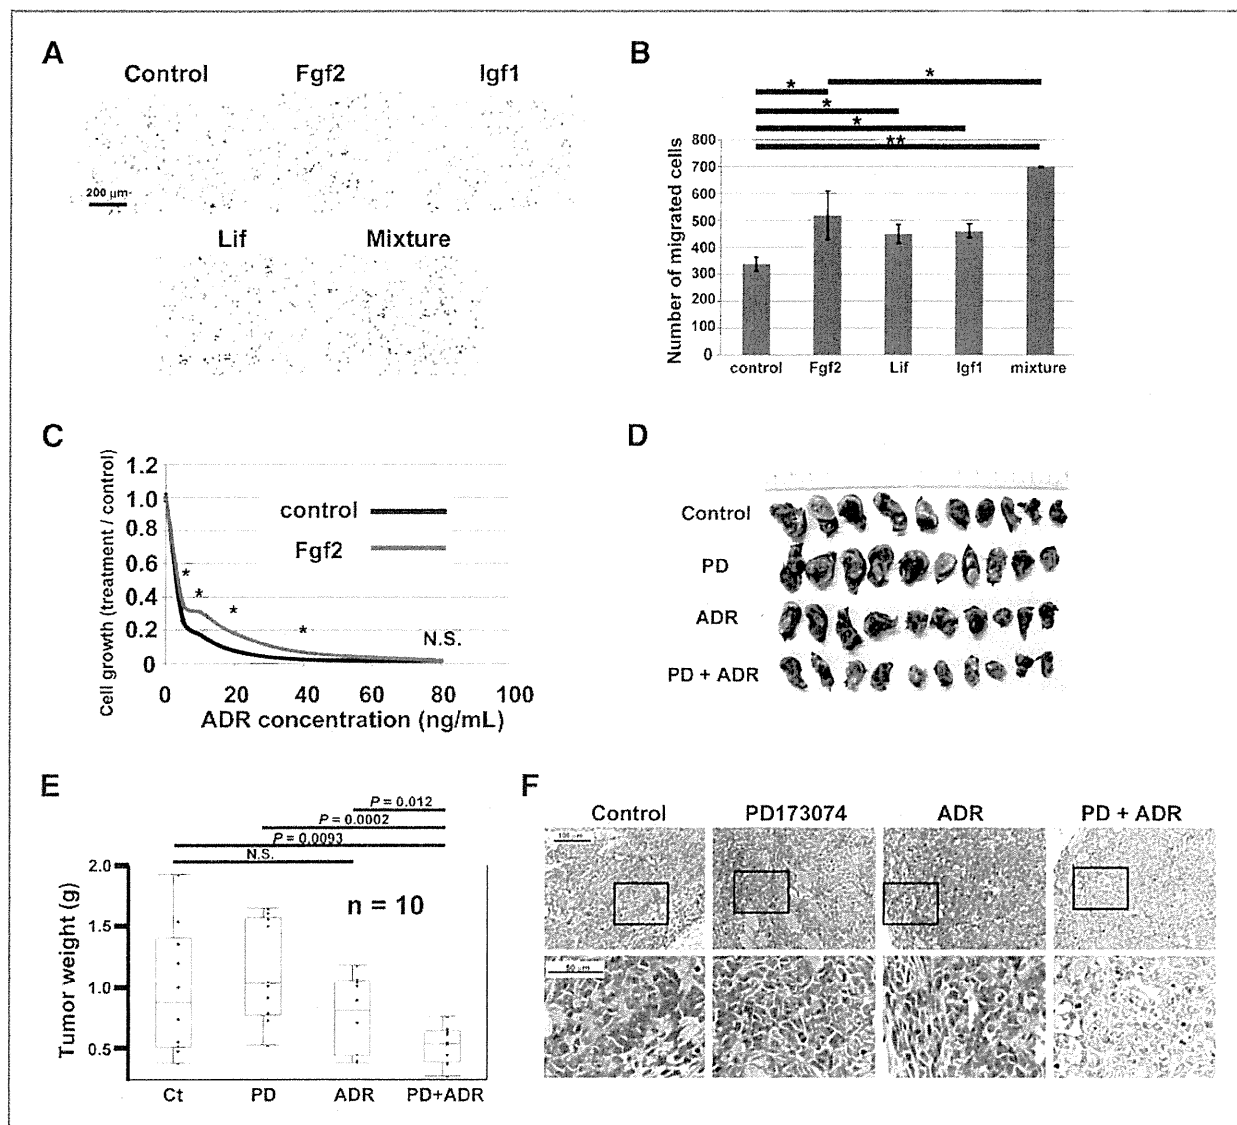 A
Control Fgf2 Igf1
200 µm
Lif Mixture
B
*
*
*
*
**
Number of migrated cells
800
700
600
500
400
300
200
100
0
control Fgf2 Lif Igf1 mixture
C
Cell growth (treatment / control)
1.2
1.0
0.8
0.6
0.4
0.2
0
control
Fgf2
* * * *
N.S.
0 20 40 60 80 100
ADR concentration (ng/mL)
D
Control
PD
ADR
PD + ADR
E
P = 0.012
P = 0.0002
P = 0.0093
N.S.
n = 10
Tumor weight (g)
2.0
1.5
1.0
0.5
Ct PD ADR PD+ADR
F
Control PD173074 ADR PD + ADR
100 µm
50 µm